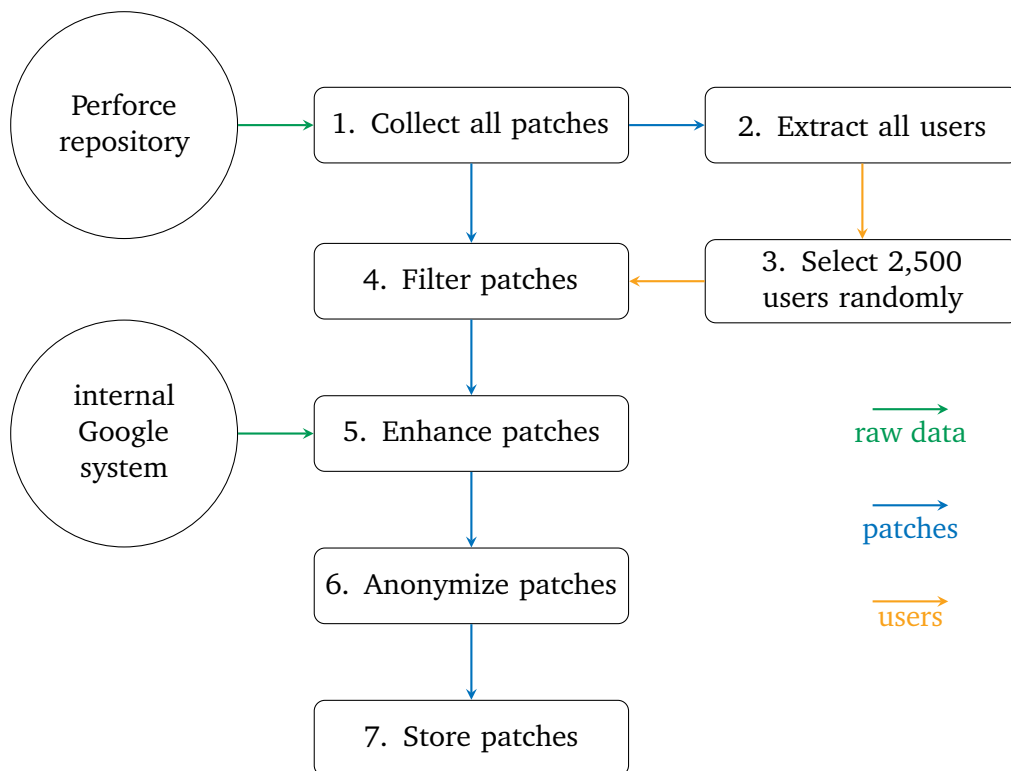 Perforce
repository
1. Collect all patches
2. Extract all users
4. Filter patches
3. Select 2,500
users randomly
internal
Google
system
5. Enhance patches
raw data
patches
6. Anonymize patches
users
7. Store patches